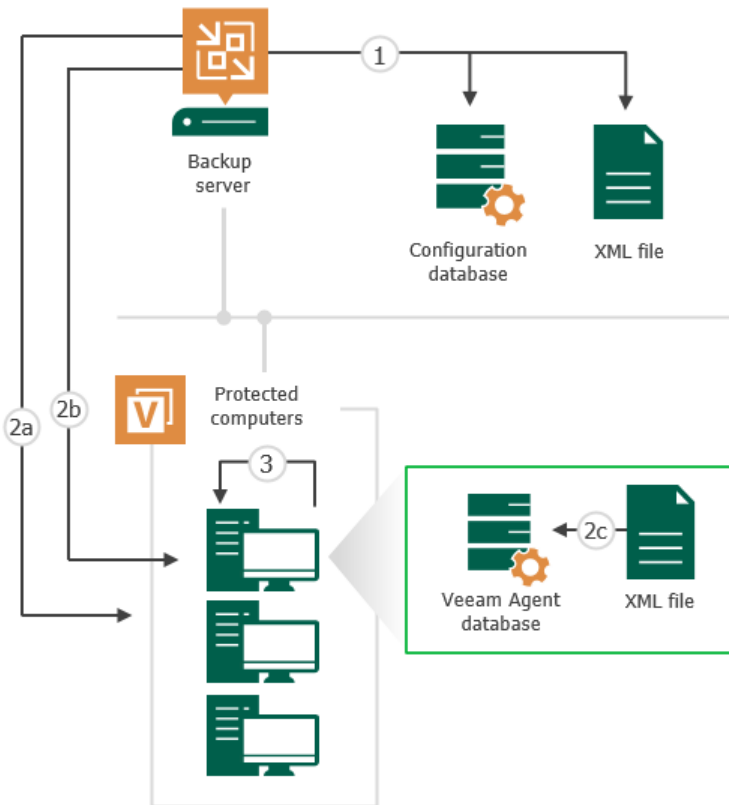 1
Backup
server
Configuration
database
XML file
2a
2b
V
Protected
computers
3
2c
Veeam Agent
database
XML file